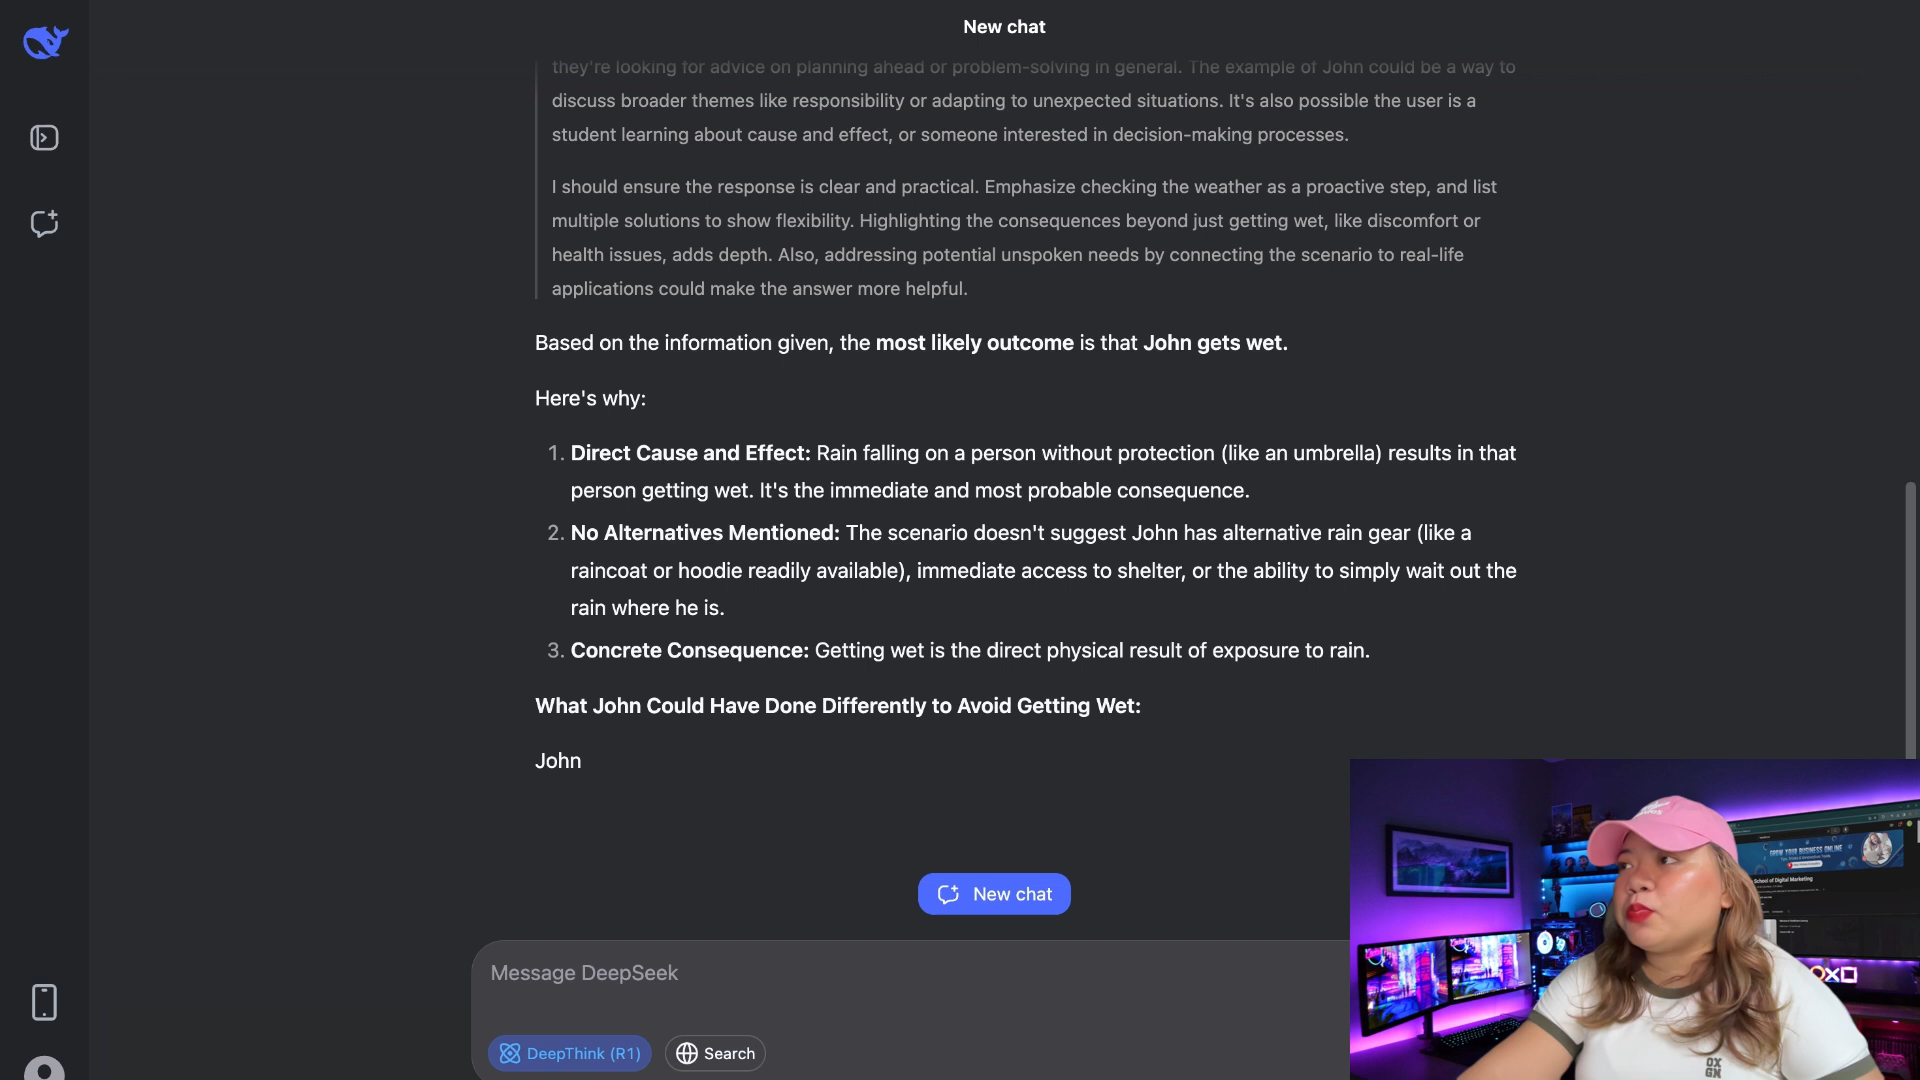 New chat
they're looking for advice on planning ahead or problem-solving in general. The example of John could be a way to
discuss broader themes like responsibility or adapting to unexpected situations. It's also possible the user is a
student learning about cause and effect, or someone interested in decision-making processes.
I should ensure the response is clear and practical. Emphasize checking the weather as a proactive step, and list
multiple solutions to show flexibility. Highlighting the consequences beyond just getting wet, like discomfort or
health issues, adds depth. Also, addressing potential unspoken needs by connecting the scenario to real-life
applications could make the answer more helpful.
Based on the information given, the most likely outcome is that John gets wet.
Here's why:
1. Direct Cause and Effect: Rain falling on a person without protection (like an umbrella) results in that
person getting wet. It's the immediate and most probable consequence.
2. No Alternatives Mentioned: The scenario doesn't suggest John has alternative rain gear (like a
raincoat or hoodie readily available), immediate access to shelter, or the ability to simply wait out the
rain where he is.
3. Concrete Consequence: Getting wet is the direct physical result of exposure to rain.
What John Could Have Done Differently to Avoid Getting Wet:
John
New chat
Message DeepSeek
DeepThink (R1)
Search
GROW YOUR BUSINESS ONLINE
School of Digital Marketing
OX
GN